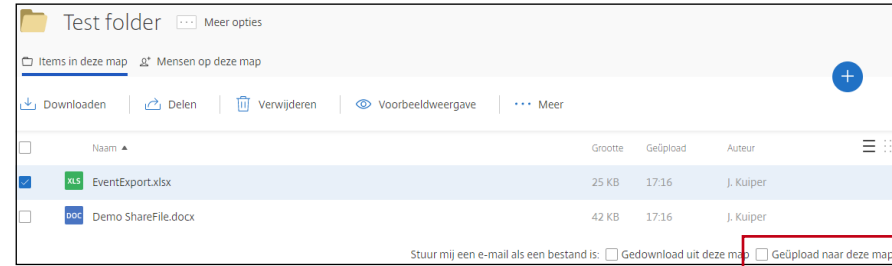 Test folder ··· Meer opties
Items in deze map Mensen op deze map
Downloaden Delen Verwijderen Voorbeeldweergave ··· Meer
Naam Grootte Geüpload Auteur
XLS EventExport.xlsx 25 KB 17:16 J. Kuiper
DOC Demo ShareFile.docx 42 KB 17:16 J. Kuiper
Stuur mij een e-mail als een bestand is: Gedownload uit deze map Geüpload naar deze map